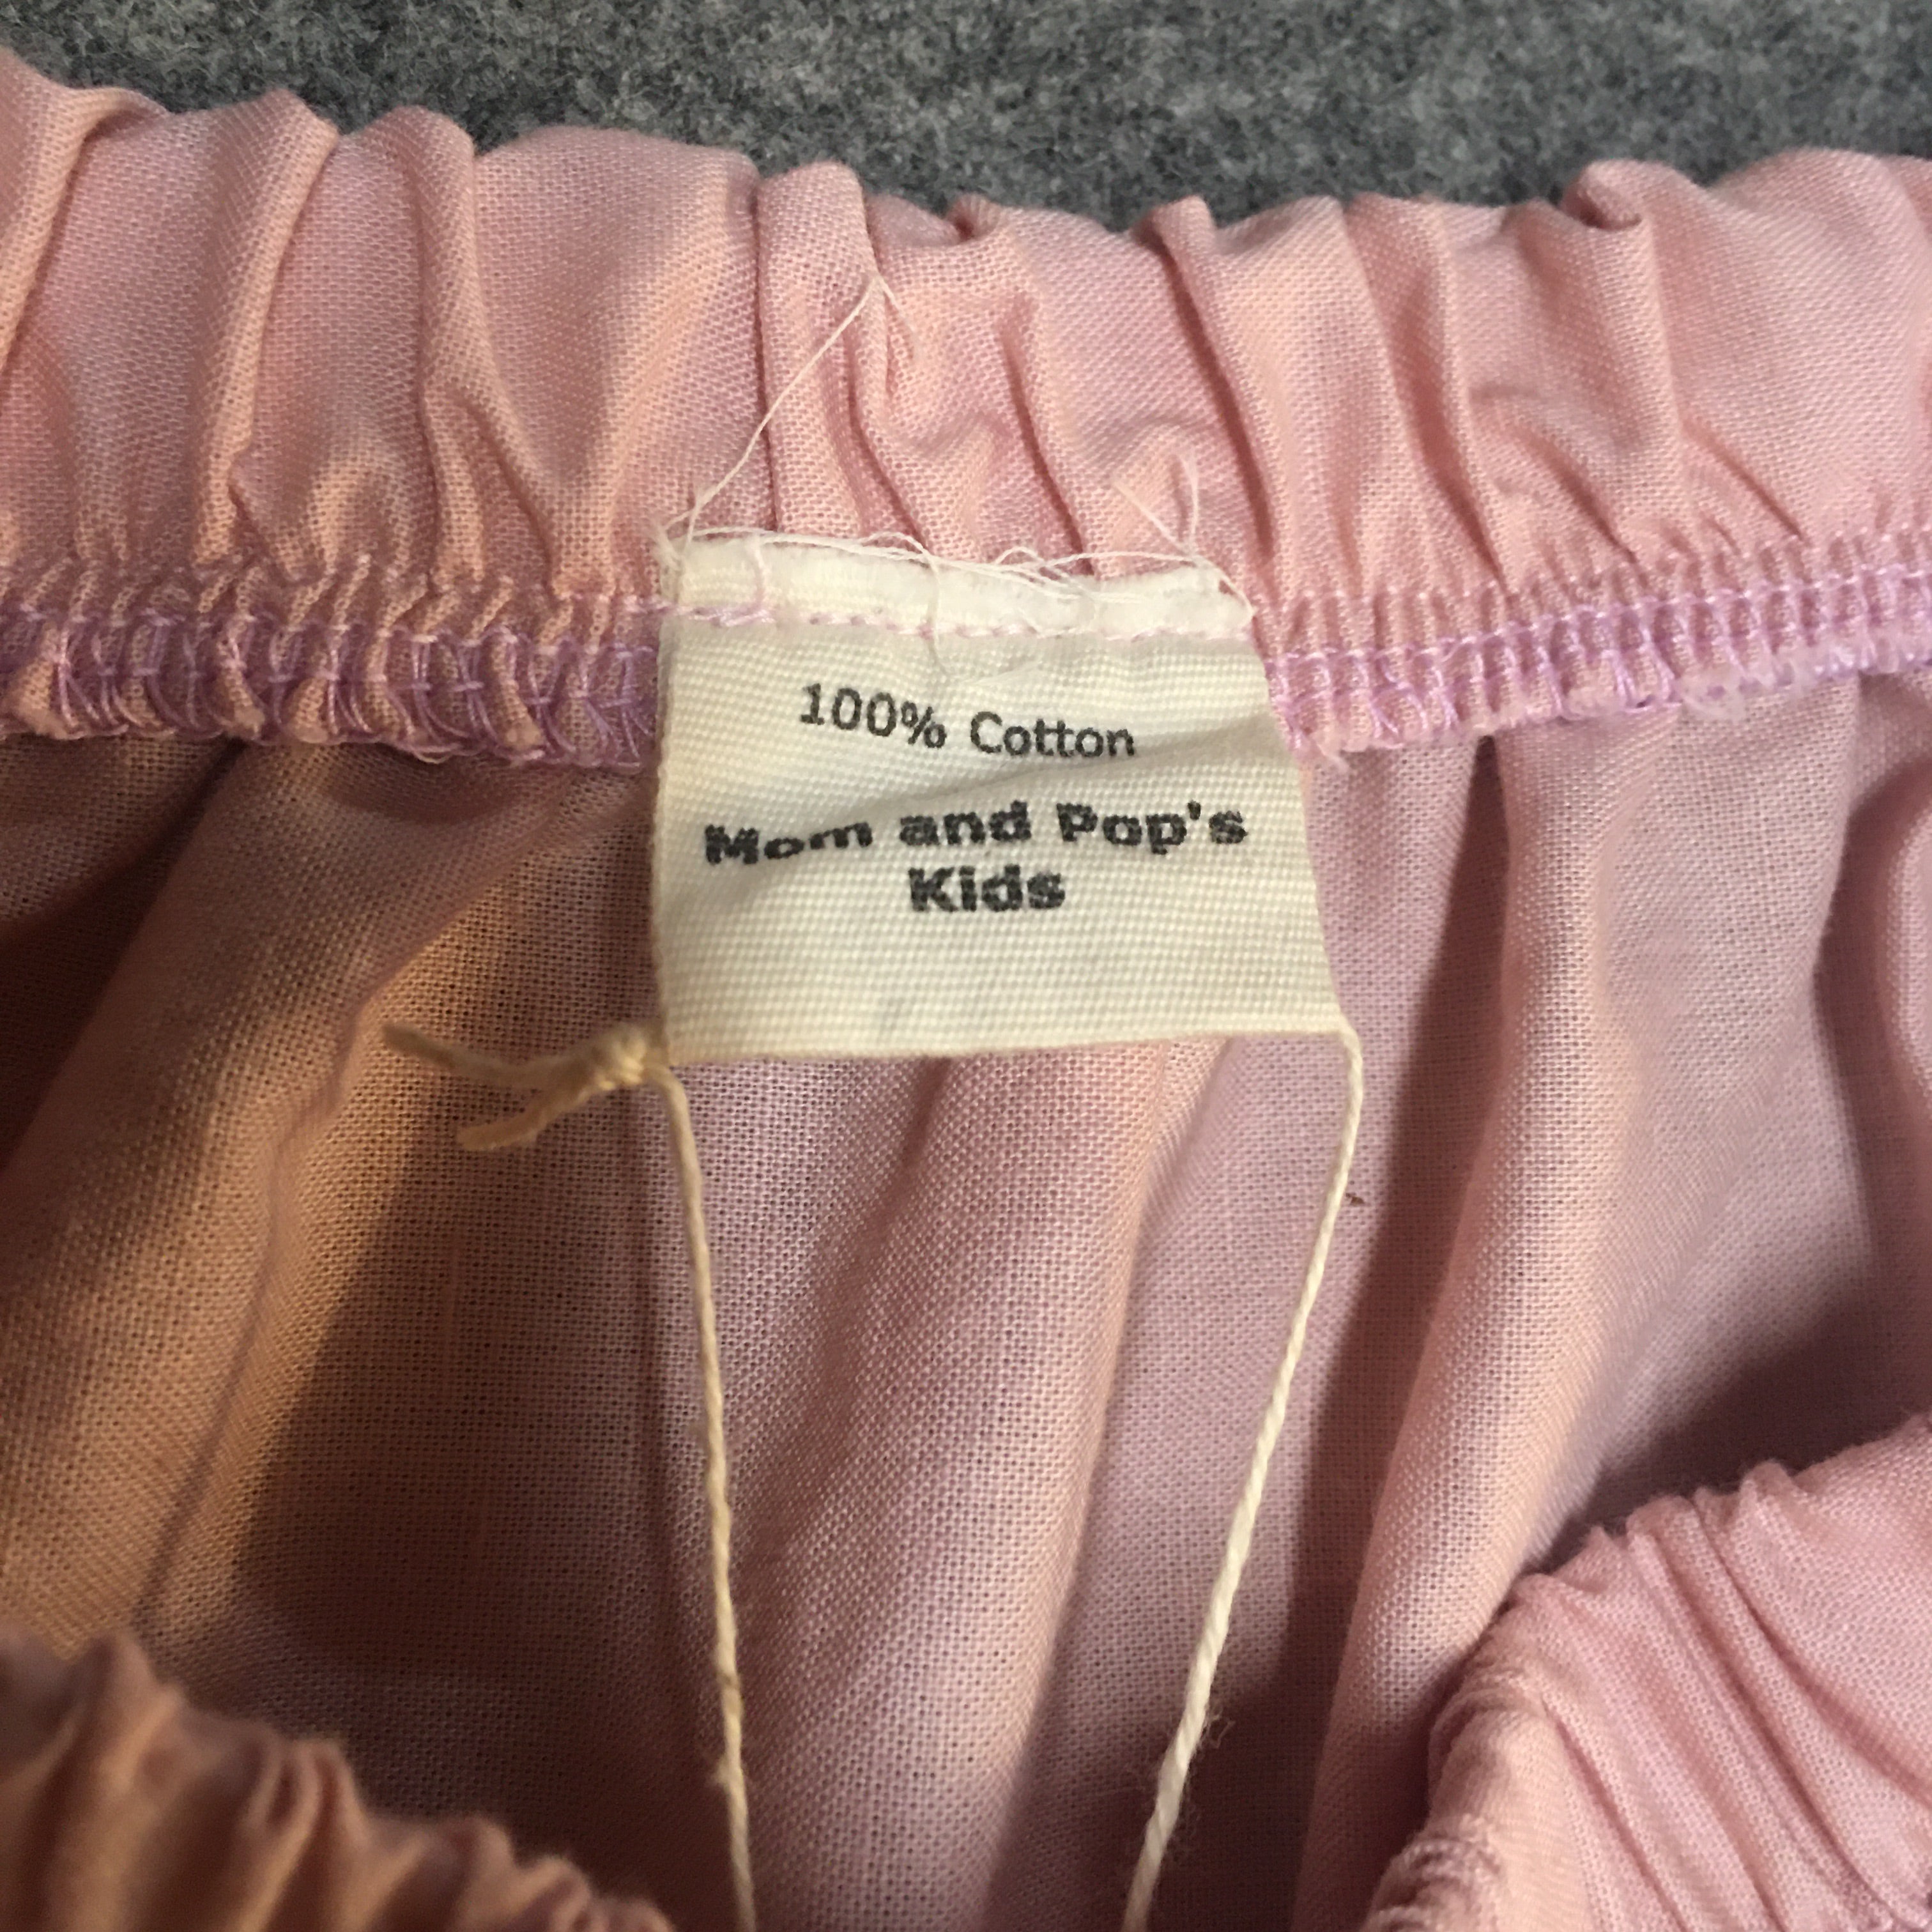 100% Cotton
Mom and Pop's
Kids